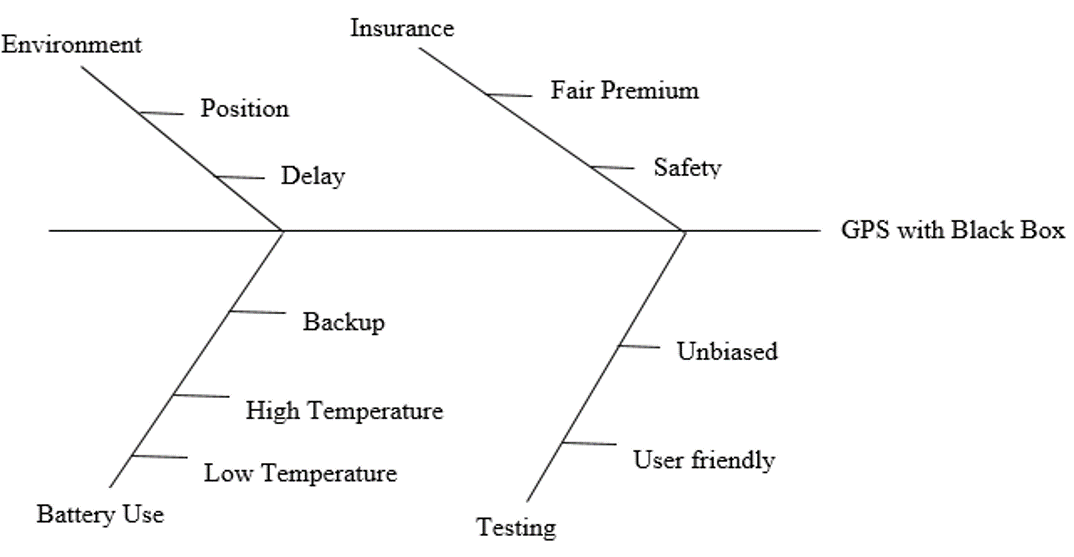 Insurance
Environment
Fair Premium
Position
Safety
Delay
GPS with Black Box
Backup
Unbiased
High Temperature
User friendly
Low Temperature
Battery Use
Testing